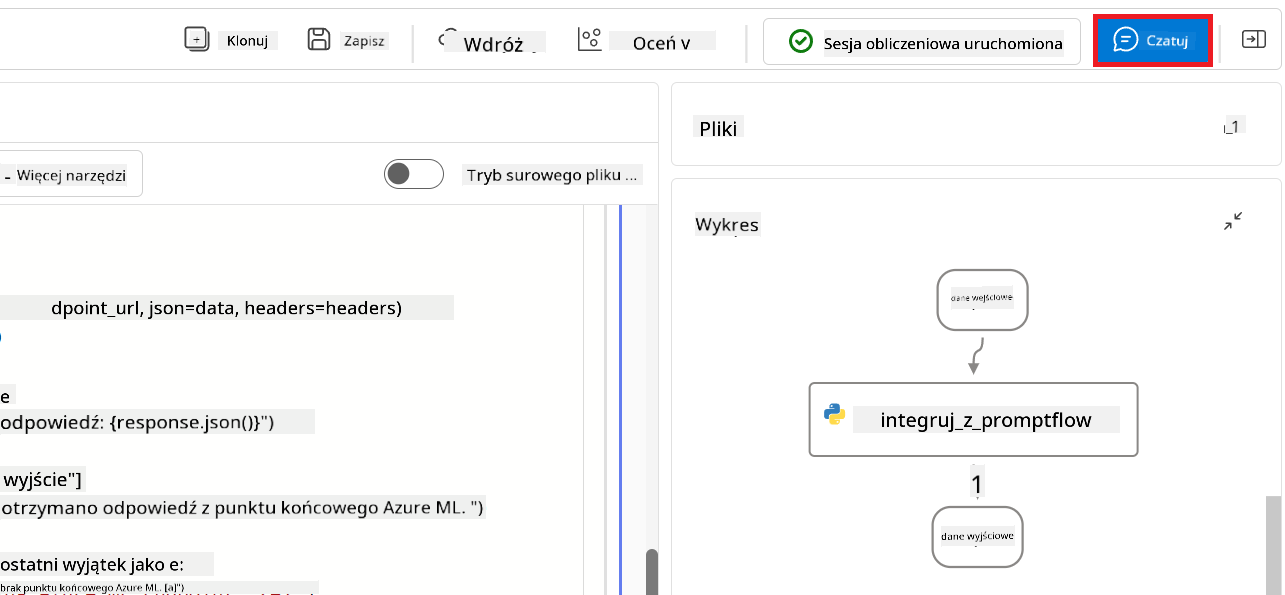 Klonuj
Zapisz
Wdróż
Oceń v
Sesja obliczeniowa uruchomiona
Czatuj
- Więcej narzędzi
Tryb surowego pliku ...
dpoint_url, json=data, headers=headers)
e
odpowiedź: {response.json()}")
wyjście"]
otrzymano odpowiedź z punktu końcowego Azure ML. ")
ostatni wyjątek jako e:
brak punktu końcowego Azure ML. [a]")
Pliki
1
Wykres
dane wejściowe
integruj_z_promptflow
1
dane wyjściowe